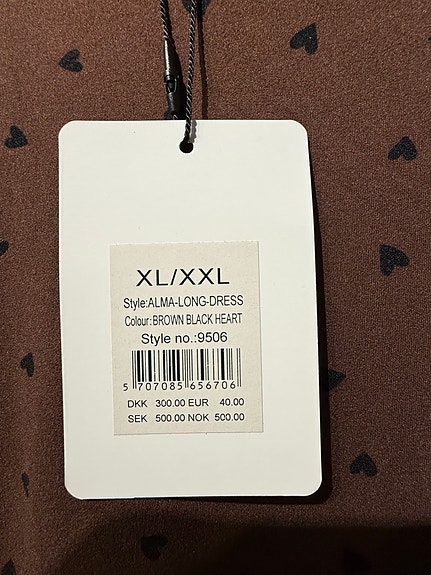 XL/XXL
Style:ALMA-LONG-DRESS
Colour:BROWN BLACK HEART
Style no.:9506
5 707085 656706
DKK 300.00 EUR 40.00
SEK 500.00 NOK 500.00